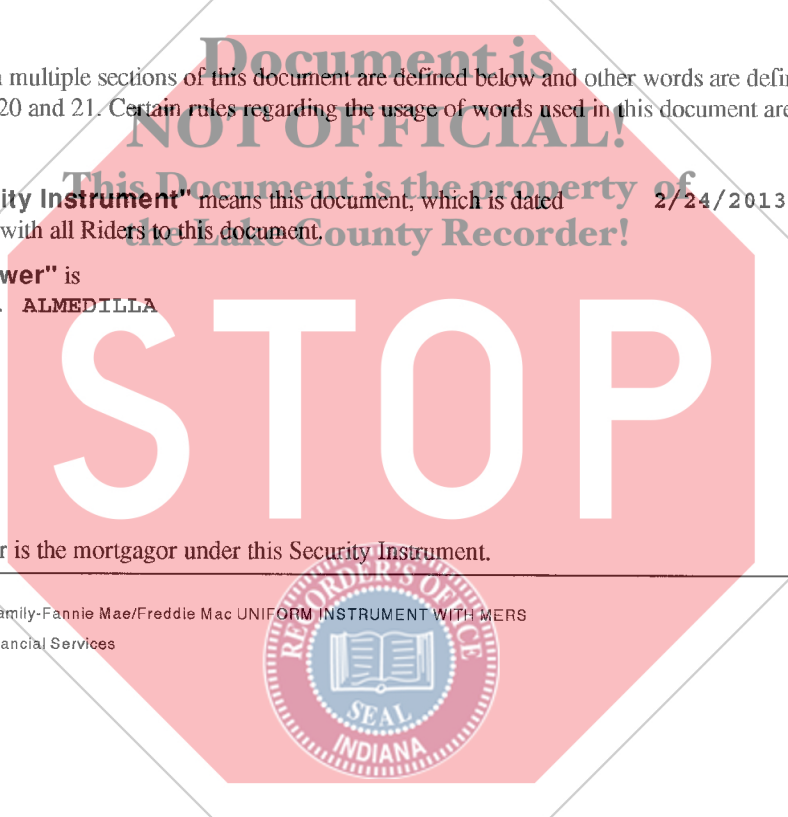 Document is
multiple sections of this document are defined below and other words are defin
20 and 21. Certain rules regarding the usage of words used in this document are
NOT OFFICIAL!
This Document is the property of
ity Instrument" means this document, which is dated 2/24/2013
with all Riders to this document.
the Lake County Recorder!
wer" is
. ALMEDILLA
STOP
r is the mortgagor under this Security Instrument.
amily-Fannie Mae/Freddie Mac UNIFORM INSTRUMENT WITH MERS
ancial Services
RECORDER'S OFFICE
SEAL
INDIANA